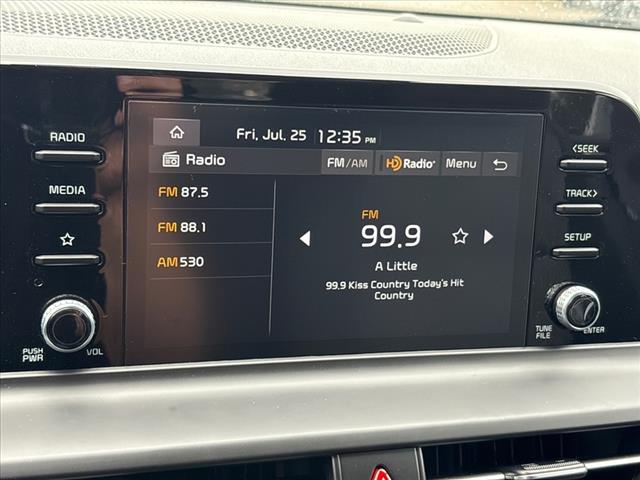 Fri, Jul. 25 12:35 PM
Radio FM/AM HD Radio Menu
FM 87.5
FM 88.1
AM 530
FM
99.9
A Little
99.9 Kiss Country Today's Hit
Country
RADIO
MEDIA
PUSH
PWR
VOL
<SEEK
TRACK>
SETUP
TUNE
FILE
ENTER